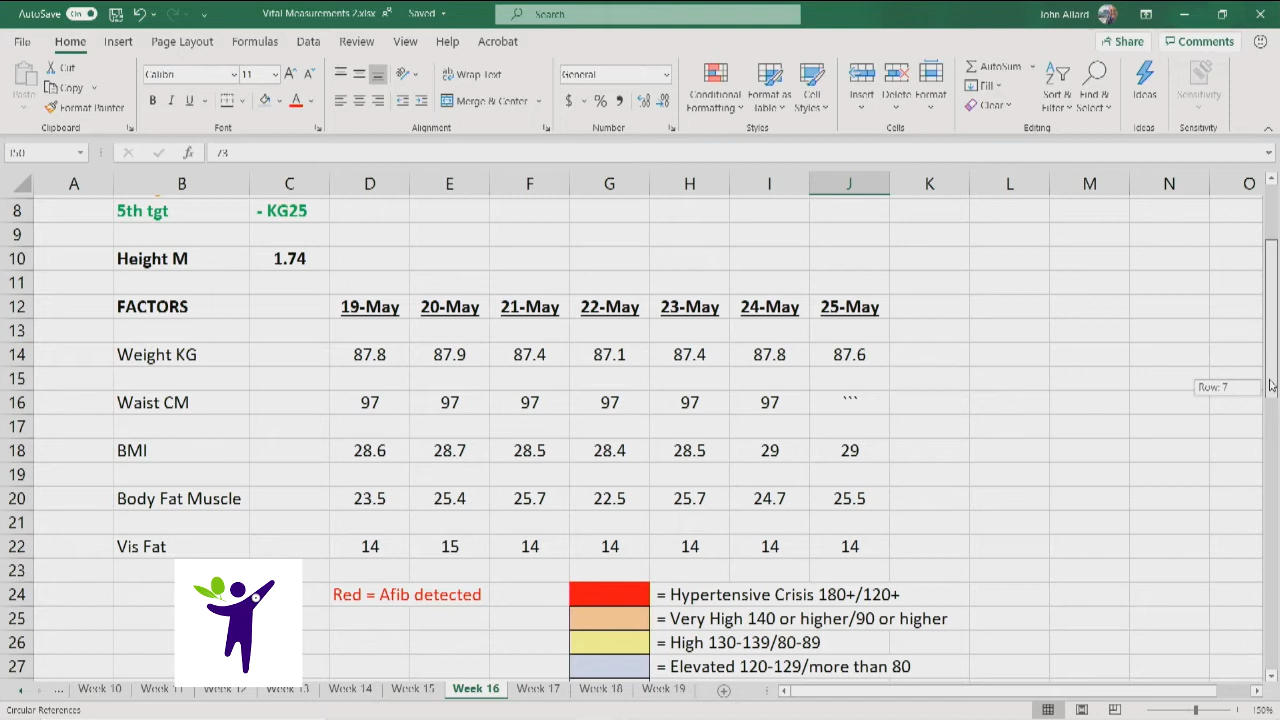 AutoSave On Vital Measurements 2.xlsx Saved Search John Allard
File Home Insert Page Layout Formulas Data Review View Help Acrobat Share Comments
Paste Cut Copy Format Painter Clipboard
Calibri 11 B I U Font
Wrap Text Merge & Center Alignment
General $ % Number
Conditional Formatting Format as Table Cell Styles Styles
Insert Delete Format Cells
AutoSum Fill Clear Sort & Filter Find & Select Editing
Ideas Ideas
Sensitivity Sensitivity
J50 fx 73
A B C D E F G H I J K L M N O
8 5th tgt - KG25
9
10 Height M 1.74
11
12 FACTORS 19-May 20-May 21-May 22-May 23-May 24-May 25-May
13
14 Weight KG 87.8 87.9 87.4 87.1 87.4 87.8 87.6
15
Row: 7
16 Waist CM 97 97 97 97 97 97 ```
17
18 BMI 28.6 28.7 28.5 28.4 28.5 29 29
19
20 Body Fat Muscle 23.5 25.4 25.7 22.5 25.7 24.7 25.5
21
22 Vis Fat 14 15 14 14 14 14 14
23
24 Red = Afib detected = Hypertensive Crisis 180+/120+
25 = Very High 140 or higher/90 or higher
26 = High 130-139/80-89
27 = Elevated 120-129/more than 80
... Week 10 Week 11 Week 12 Week 13 Week 14 Week 15 Week 16 Week 17 Week 18 Week 19
Circular References 150%